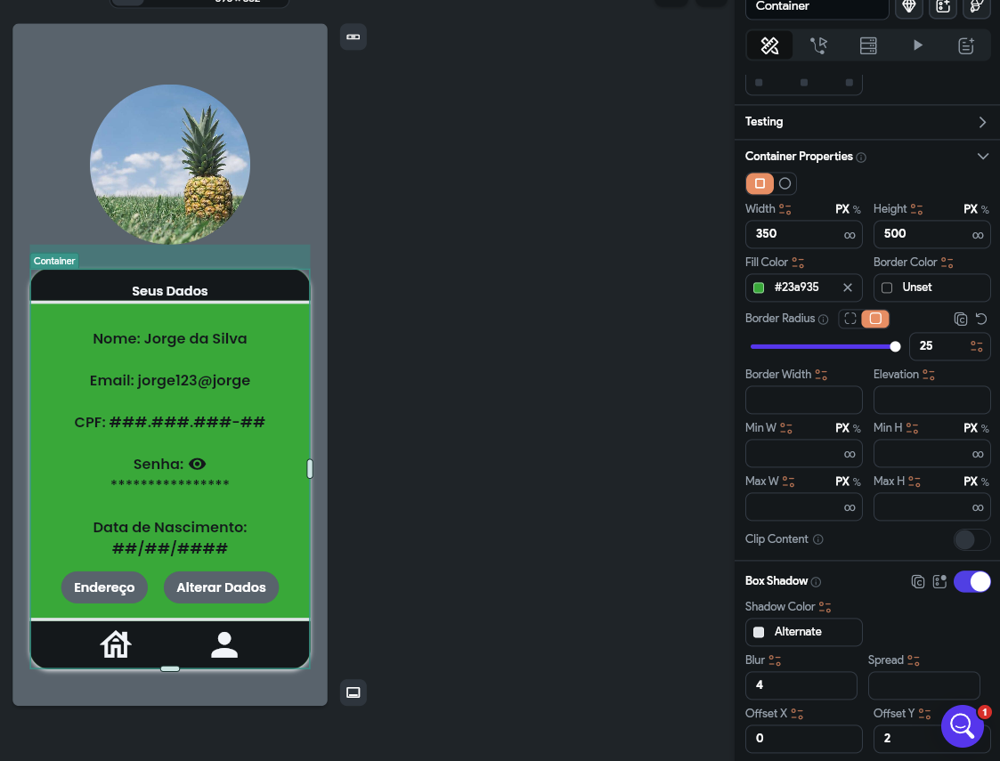 Container
Testing
Container Properties
Width PX %
Height PX %
350 ∞
500 ∞
Fill Color
Border Color
#23a935
Unset
Border Radius
25
Border Width
Elevation
Min W PX %
Min H PX %
∞
∞
Max W PX %
Max H PX %
∞
∞
Clip Content
Box Shadow
Shadow Color
Alternate
Blur
Spread
4
Offset X
Offset Y
0
2
1
Container
Seus Dados
Nome: Jorge da Silva
Email: jorge123@jorge
CPF: ###.###.###-##
Senha:
****************
Data de Nascimento:
##/##/####
Endereço
Alterar Dados